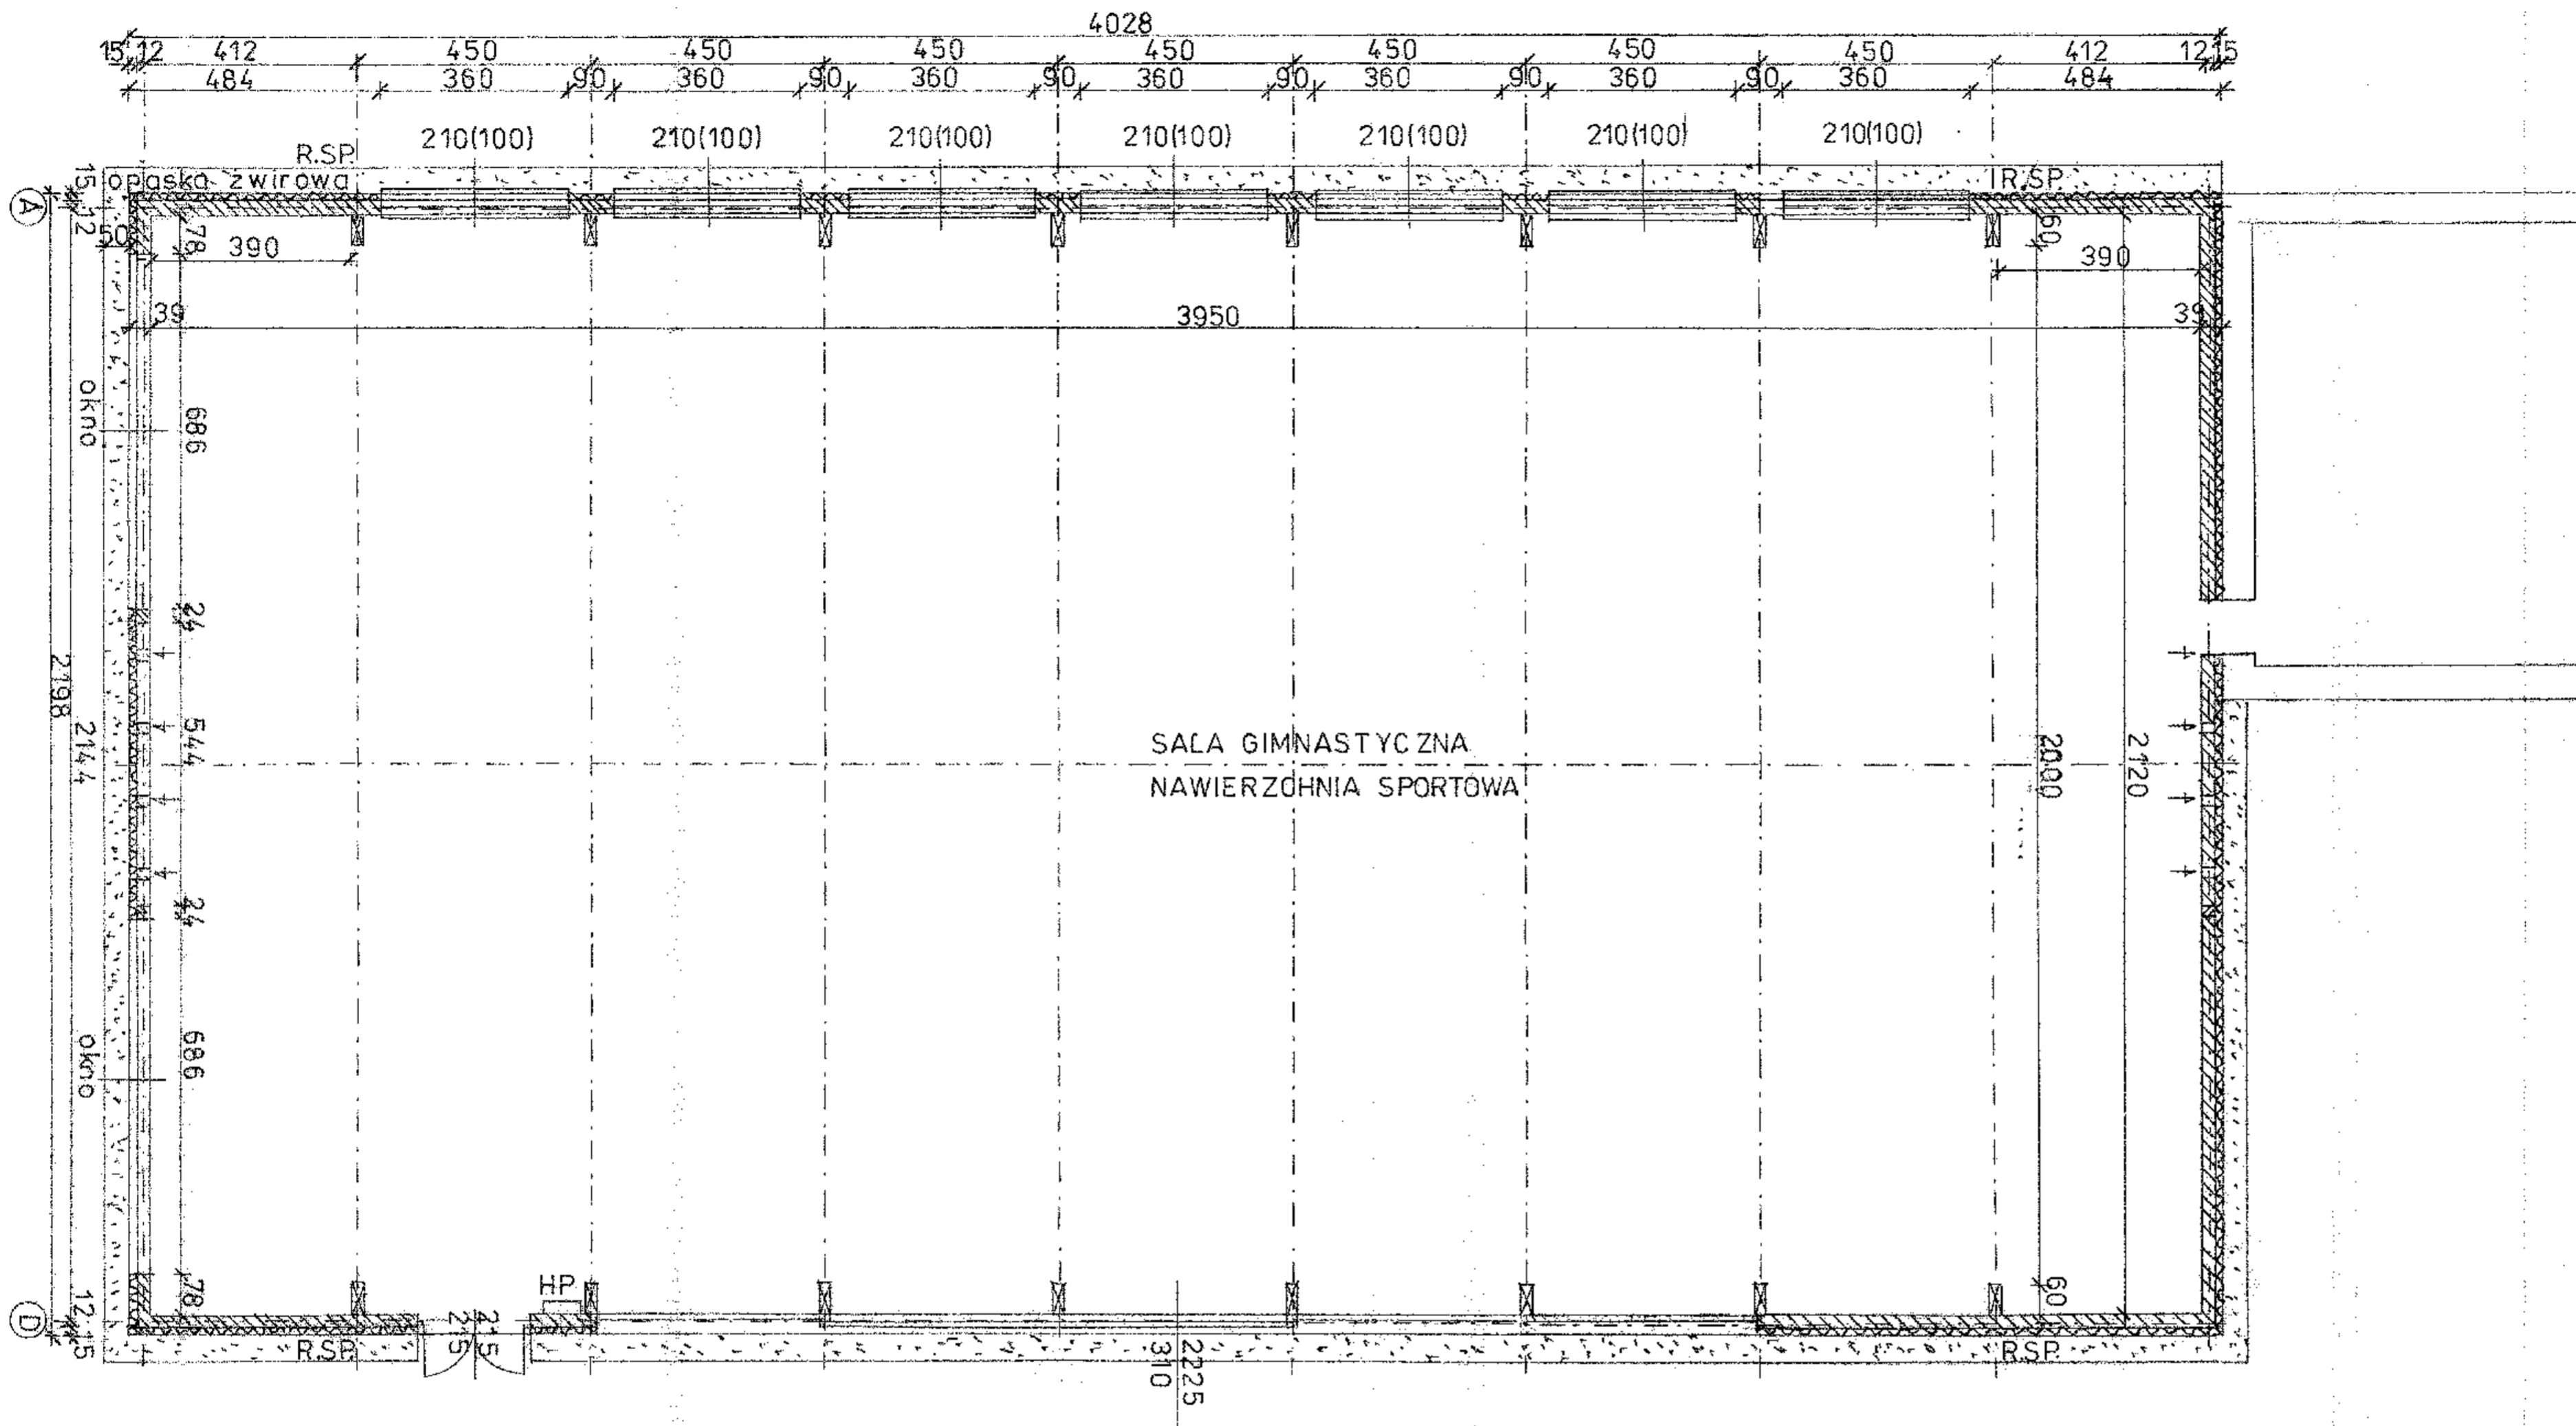 4028
15 12 412 450 450 450 450 450 450 450 412 12 15
484 360 90 360 90 360 90 360 90 360 90 360 90 360 484
210(100) 210(100) 210(100) 210(100) 210(100) 210(100) 210(100)
R.SP.
opaska żwirowa
R.SP.
A
15
12
50
78
390
60
390
39
3950
39
okno
686
24
2198
2144
544
SALA GIMNASTYCZNA
NAWIERZCHNIA SPORTOWA
2000
2120
24
okno
686
78
HP
60
D
12
15
R.SP.
215
215
2225
310
R.SP.